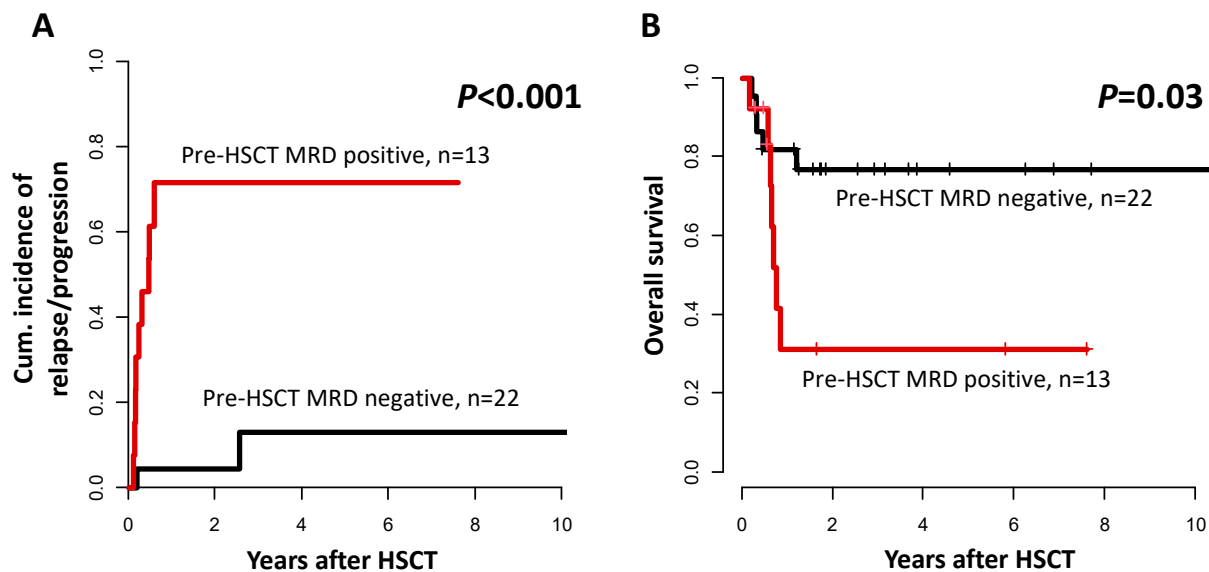 A
Cum. incidence of
relapse/progression
1.0
0.8
0.6
0.4
0.2
0.0
P<0.001
Pre-HSCT MRD positive, n=13
Pre-HSCT MRD negative, n=22
0 2 4 6 8 10
Years after HSCT
B
Overall survival
1.0
0.8
0.6
0.4
0.2
0.0
P=0.03
Pre-HSCT MRD negative, n=22
Pre-HSCT MRD positive, n=13
0 2 4 6 8 10
Years after HSCT